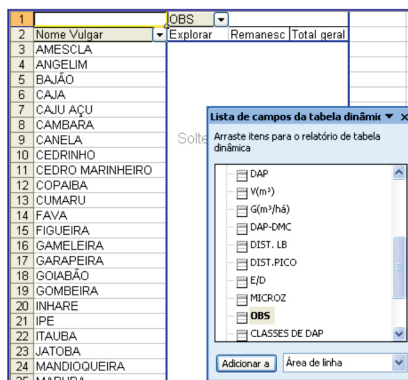 1 OBS
2 Nome Vulgar Explorar Remanesc Total geral
3 AMESCLA
4 ANGELIM
5 BAJÃO
6 CAJA
7 CAJU AÇU
8 CAMBARA
9 CANELA
10 CEDRINHO
11 CEDRO MARINHEIRO
12 COPAIBA
13 CUMARU
14 FAVA
15 FIGUEIRA
16 GAMELEIRA
17 GARAPEIRA
18 GOIABÃO
19 GOMBEIRA
20 INHARE
21 IPE
22 ITAUBA
23 JATOBA
24 MANDIOQUEIRA
Solte
Lista de campos da tabela dinâmic
Arraste itens para o relatório de tabela
dinâmica
DAP
V(m³)
G(m³/há)
DAP-DMC
DIST. LB
DIST.PICO
E/D
MICROZ
OBS
CLASSES DE DAP
Adicionar a Área de linha